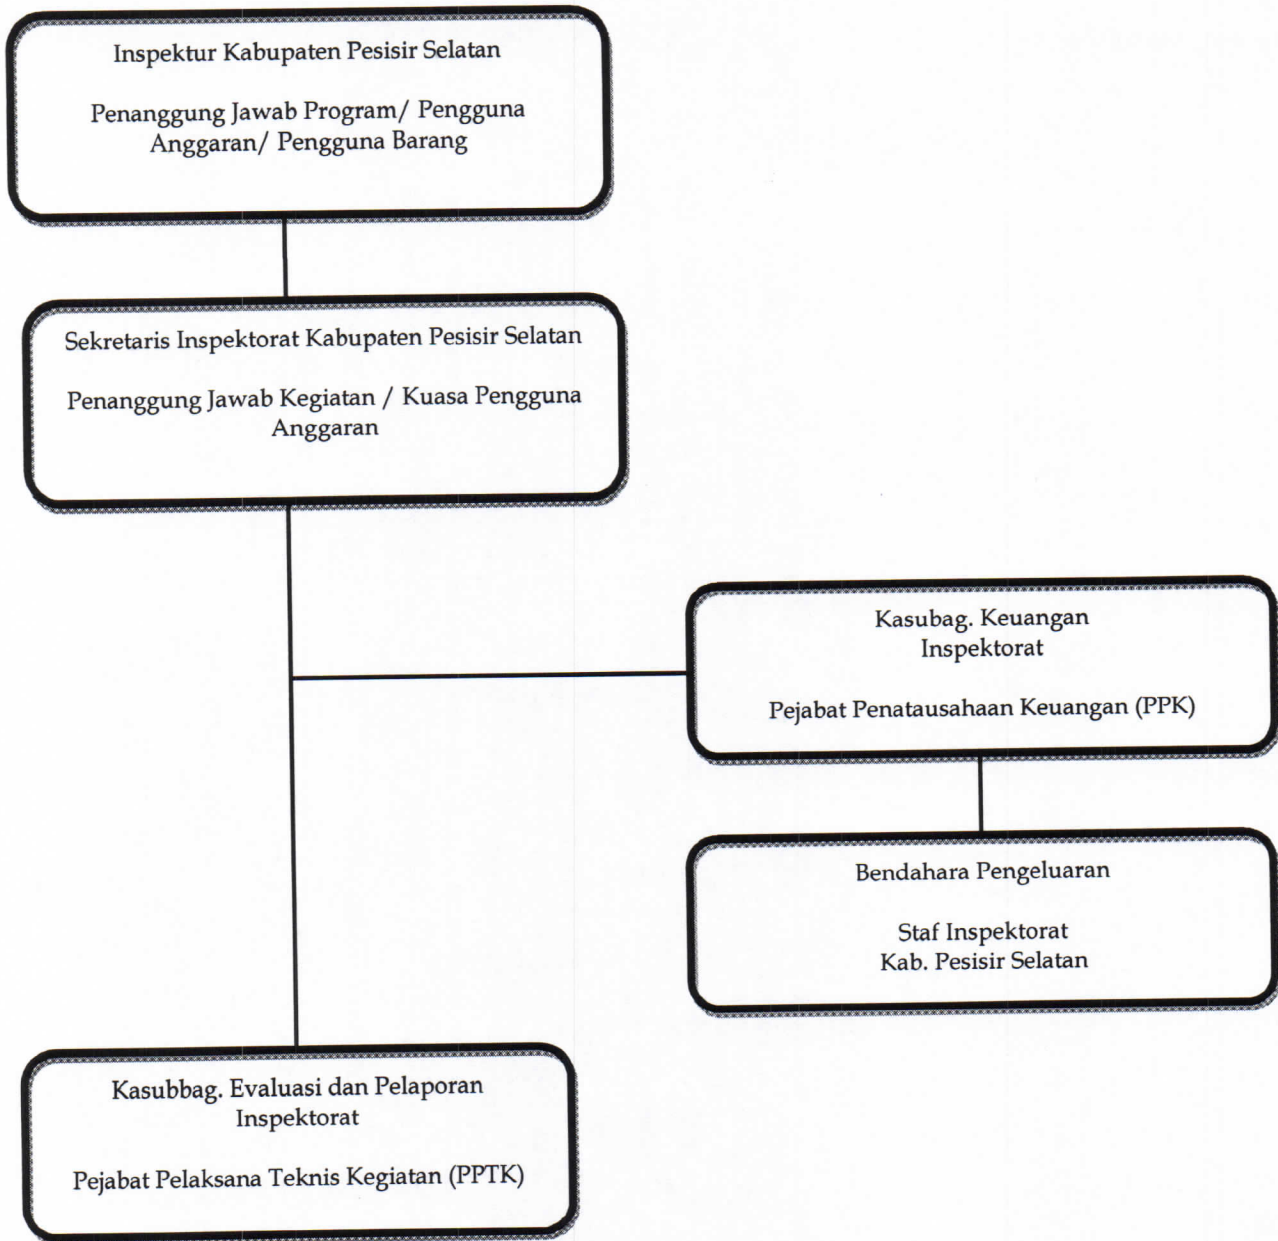 Inspektur Kabupaten Pesisir Selatan
Penanggung Jawab Program/ Pengguna
Anggaran/ Pengguna Barang
Sekretaris Inspektorat Kabupaten Pesisir Selatan
Penanggung Jawab Kegiatan / Kuasa Pengguna
Anggaran
Kasubag. Keuangan
Inspektorat
Pejabat Penatausahaan Keuangan (PPK)
Bendahara Pengeluaran
Staf Inspektorat
Kab. Pesisir Selatan
Kasubbag. Evaluasi dan Pelaporan
Inspektorat
Pejabat Pelaksana Teknis Kegiatan (PPTK)